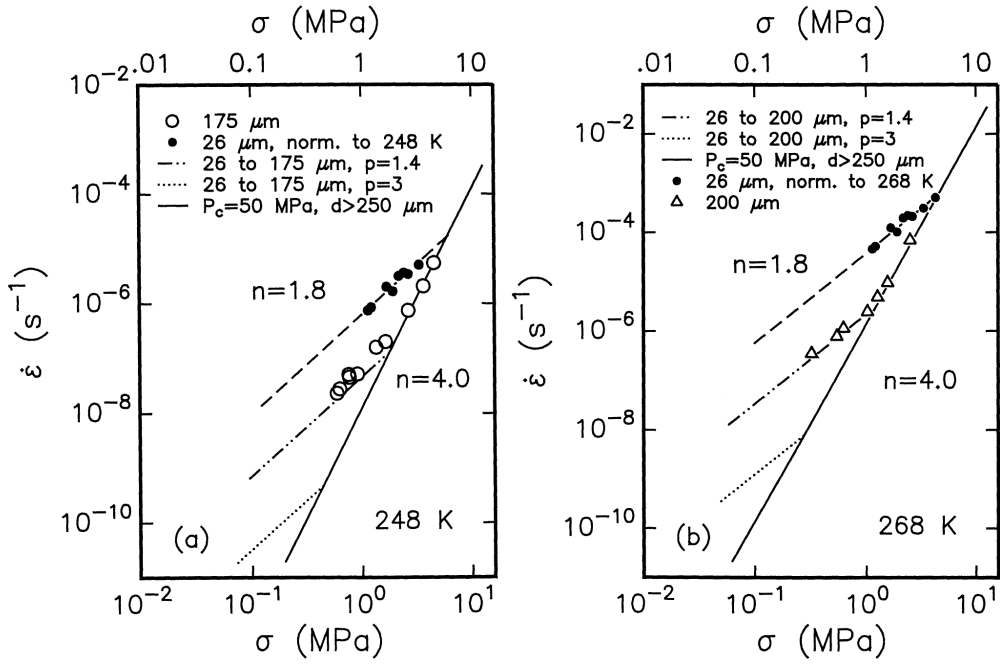 σ (MPa)
.01 0.1 1 10
10⁻²
10⁻⁴
10⁻⁶
10⁻⁸
10⁻¹⁰
ε̇ (s⁻¹)
175 μm
26 μm, norm. to 248 K
26 to 175 μm, p=1.4
26 to 175 μm, p=3
P_c=50 MPa, d>250 μm
n=1.8
n=4.0
(a)
248 K
10⁻² 10⁻¹ 10⁰ 10¹
σ (MPa)
σ (MPa)
.01 0.1 1 10
10⁻²
10⁻⁴
10⁻⁶
10⁻⁸
10⁻¹⁰
ε̇ (s⁻¹)
26 to 200 μm, p=1.4
26 to 200 μm, p=3
P_c=50 MPa, d>250 μm
26 μm, norm. to 268 K
200 μm
n=1.8
n=4.0
(b)
268 K
10⁻² 10⁻¹ 10⁰ 10¹
σ (MPa)